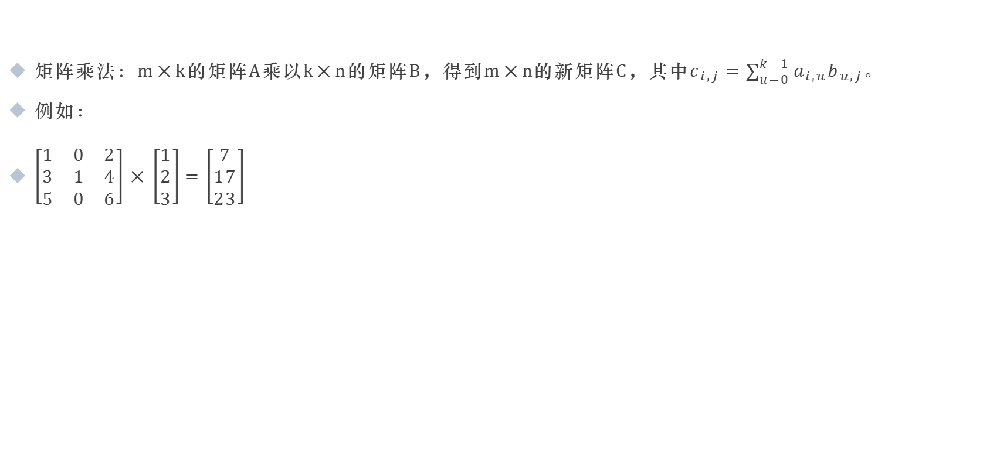 ◆ 矩阵乘法：m×k的矩阵A乘以k×n的矩阵B，得到m×n的新矩阵C，其中$c_{i,j} = \sum_{u=0}^{k-1} a_{i,u} b_{u,j}$。
◆ 例如：
◆ $\begin{bmatrix} 1 & 0 & 2 \\ 3 & 1 & 4 \\ 5 & 0 & 6 \end{bmatrix} \times \begin{bmatrix} 1 \\ 2 \\ 3 \end{bmatrix} = \begin{bmatrix} 7 \\ 17 \\ 23 \end{bmatrix}$